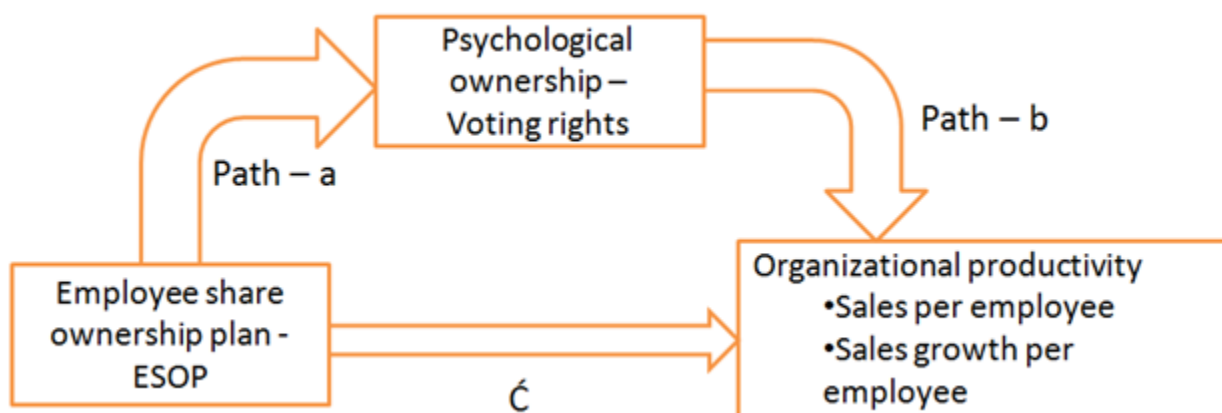 Psychological
ownership –
Voting rights
Path – a
Path – b
Employee share
ownership plan -
ESOP
Organizational productivity
•Sales per employee
•Sales growth per
employee
Ć